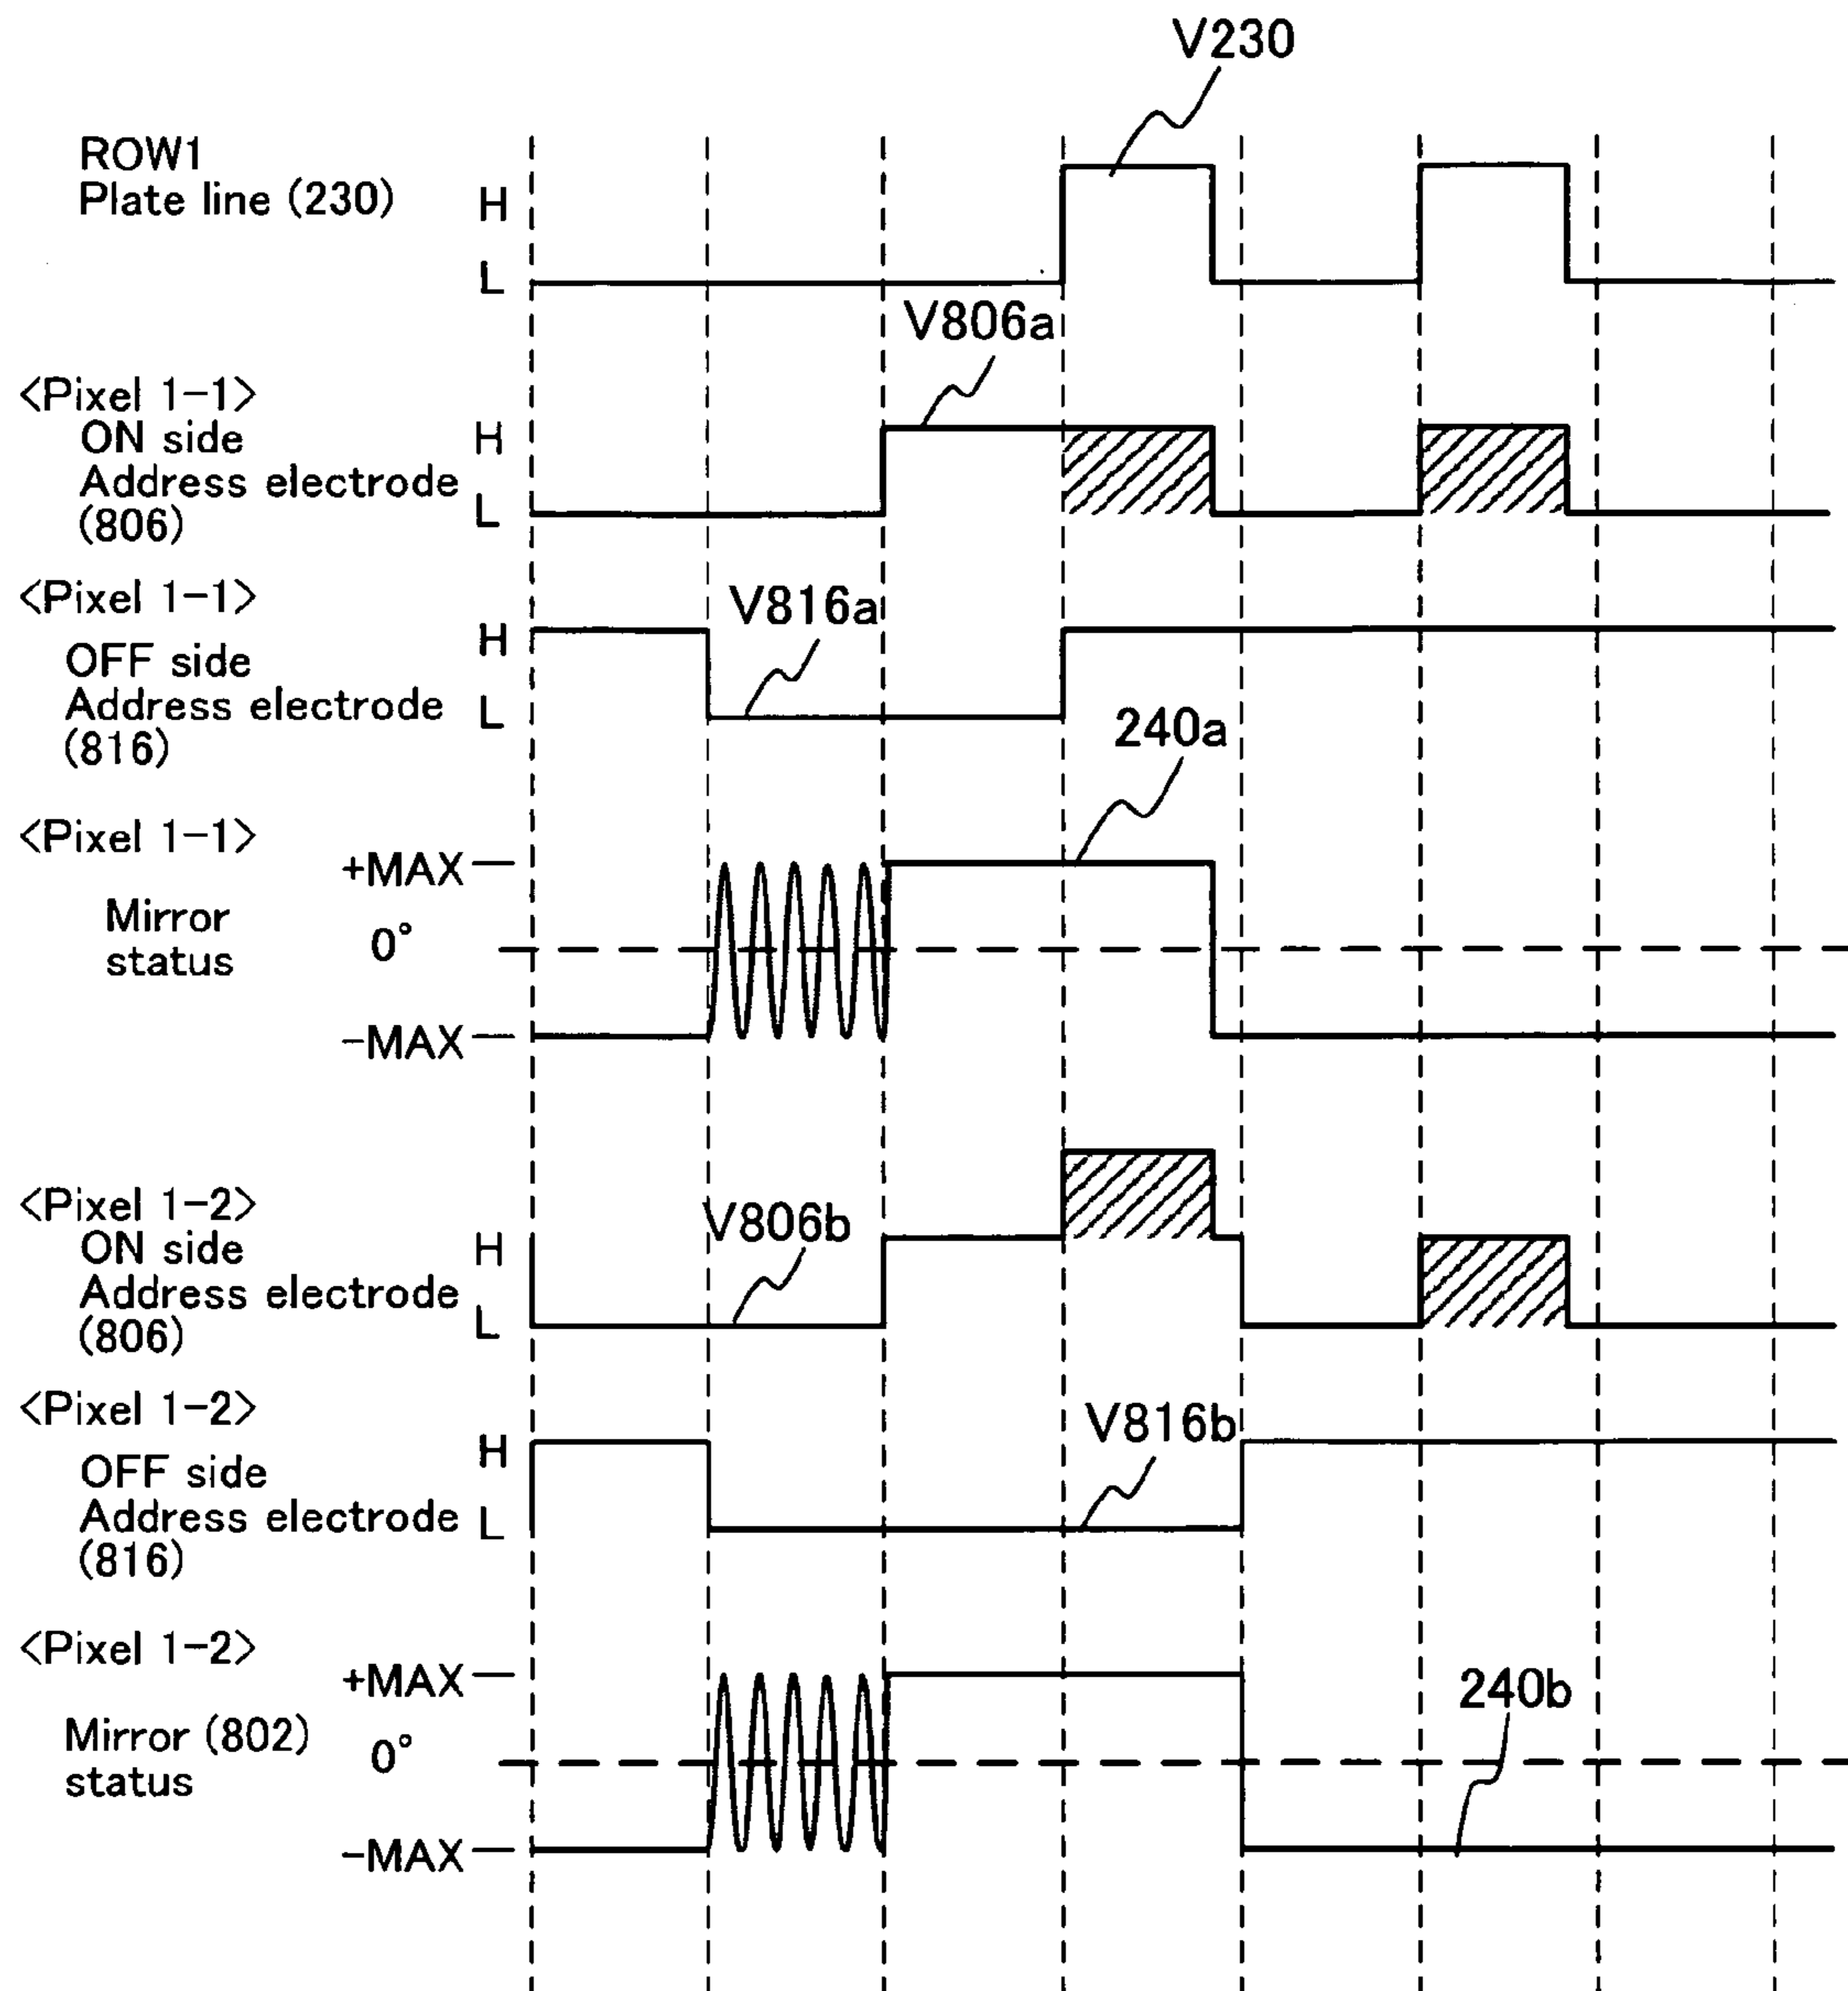 V230
ROW1
Plate line (230)
H
L
V806a
<Pixel 1-1>
ON side
Address electrode
(806)
H
L
<Pixel 1-1>
OFF side
Address electrode
(816)
H
L
V816a
240a
<Pixel 1-1>
Mirror
status
+MAX
0°
-MAX
<Pixel 1-2>
ON side
Address electrode
(806)
H
L
V806b
<Pixel 1-2>
OFF side
Address electrode
(816)
H
L
V816b
<Pixel 1-2>
Mirror (802)
status
+MAX
0°
-MAX
240b